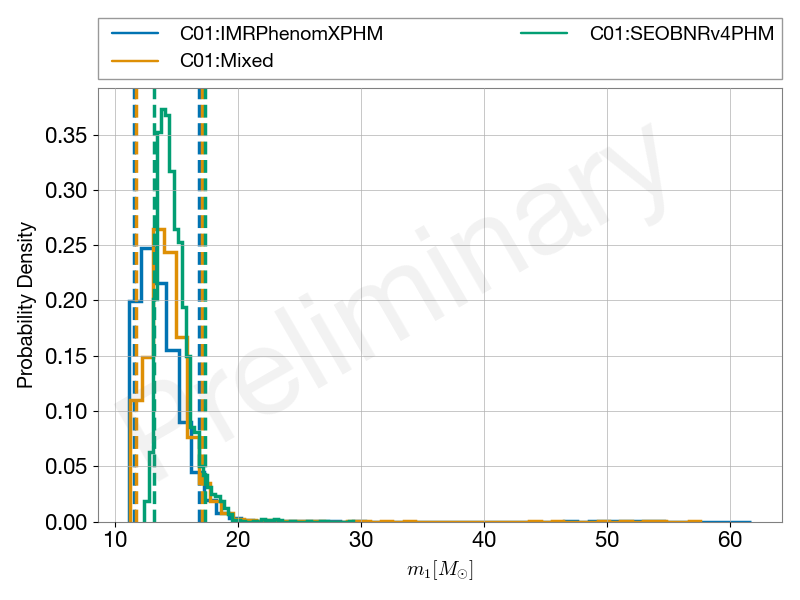 C01:IMRPhenomXPHM
C01:SEOBNRv4PHM
C01:Mixed
Preliminary
Probability Density
0.35
0.30
0.25
0.20
0.15
0.10
0.05
0.00
10 20 30 40 50 60
m₁[M☉]